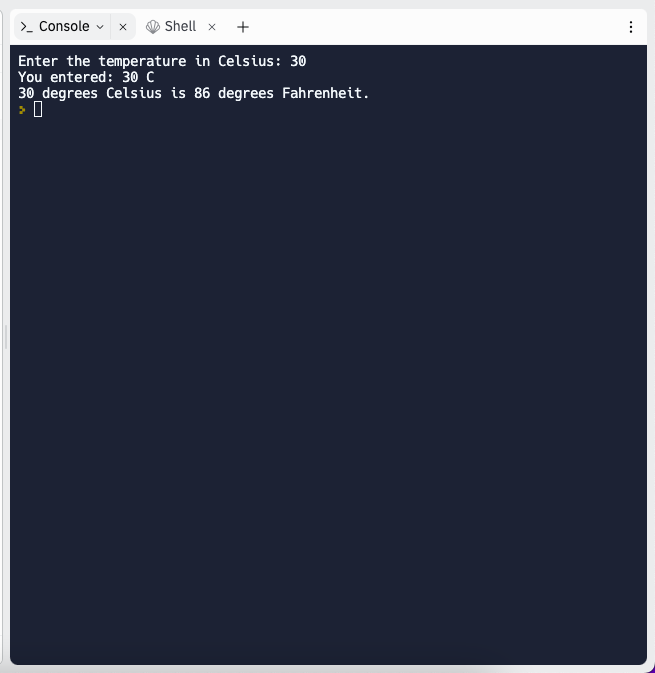 Console
Shell
Enter the temperature in Celsius: 30
You entered: 30 C
30 degrees Celsius is 86 degrees Fahrenheit.